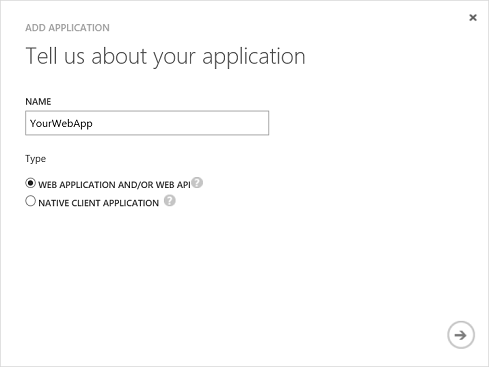 ADD APPLICATION
Tell us about your application
NAME
YourWebApp
Type
WEB APPLICATION AND/OR WEB API ?
NATIVE CLIENT APPLICATION ?